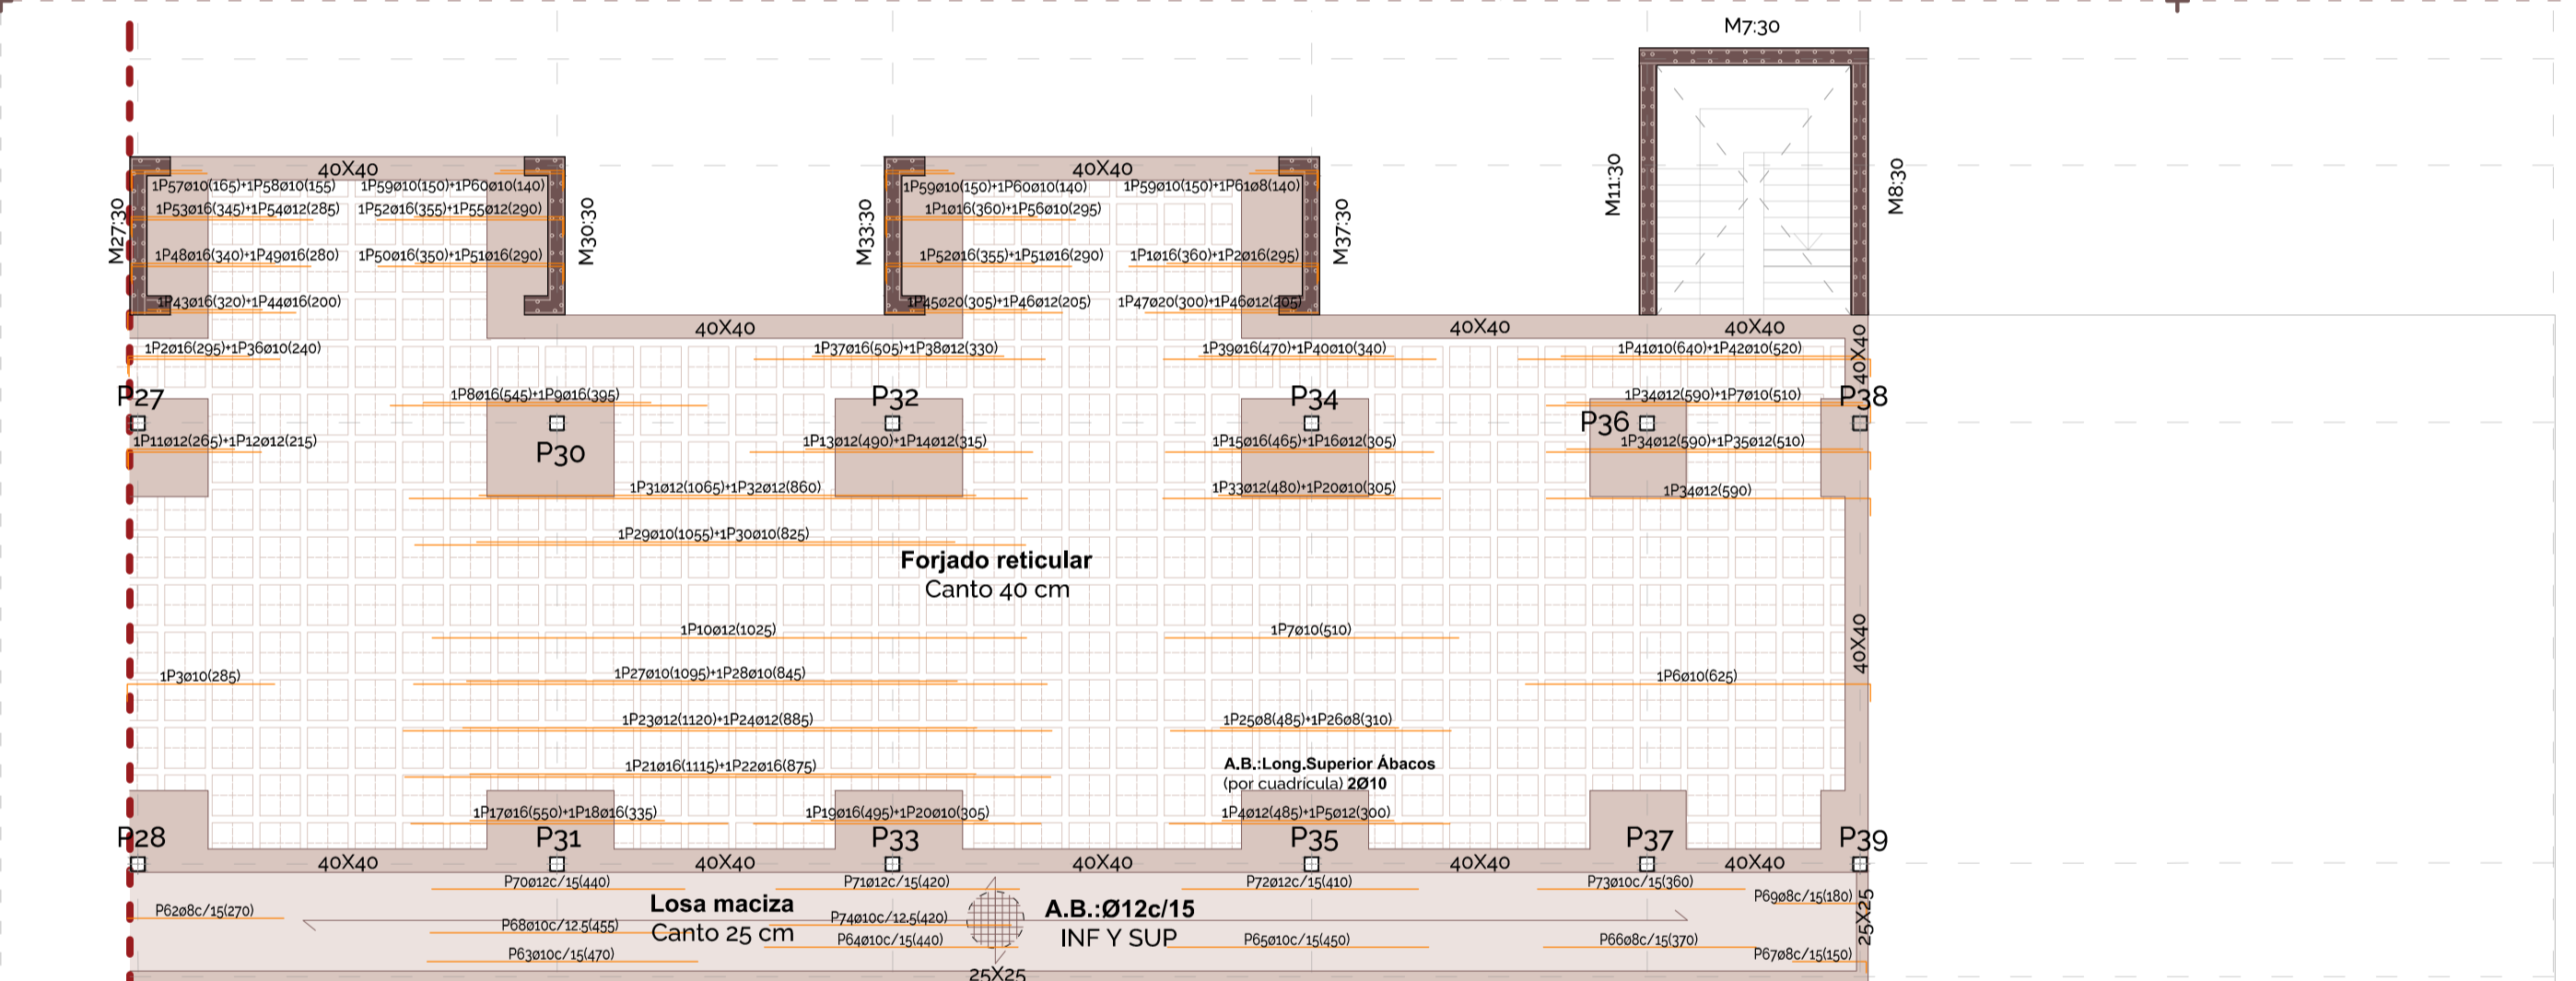 M7:30
40X40
40X40
1P57ø10(165)+1P58ø10(155)
1P59ø10(150)+1P60ø10(140)
1P59ø10(150)+1P60ø10(140)
1P59ø10(150)+1P61ø8(140)
1P53ø16(345)+1P54ø12(285)
1P52ø16(355)+1P55ø12(290)
1P1ø16(360)+1P56ø10(295)
M27:30
M30:30
M33:30
M37:30
M11:30
M8:30
1P48ø16(340)+1P49ø16(280)
1P50ø16(350)+1P51ø16(290)
1P52ø16(355)+1P51ø16(290)
1P1ø16(360)+1P2ø16(295)
1P43ø16(320)+1P44ø16(200)
1P45ø20(305)+1P46ø12(205)
1P47ø20(300)+1P46ø12(205)
40X40
40X40
40X40
40X40
1P2ø16(295)+1P36ø10(240)
1P37ø16(505)+1P38ø12(330)
1P39ø16(470)+1P40ø10(340)
1P41ø10(640)+1P42ø10(520)
P27
1P8ø16(545)+1P9ø16(395)
P32
P34
1P34ø12(590)+1P7ø10(510)
P38
P36
1P11ø12(265)+1P12ø12(215)
P30
1P13ø12(490)+1P14ø12(315)
1P15ø16(465)+1P16ø12(305)
1P34ø12(590)+1P35ø12(510)
1P31ø12(1065)+1P32ø12(860)
1P33ø12(480)+1P20ø10(305)
1P34ø12(590)
1P29ø10(1055)+1P30ø10(825)
Forjado reticular
Canto 40 cm
1P10ø12(1025)
1P7ø10(510)
40X40
1P3ø10(285)
1P27ø10(1095)+1P28ø10(845)
1P6ø10(625)
1P23ø12(1120)+1P24ø12(885)
1P25ø8(485)+1P26ø8(310)
1P21ø16(1115)+1P22ø16(875)
A.B.:Long.Superior Ábacos
(por cuadrícula) 2Ø10
1P17ø16(550)+1P18ø16(335)
1P19ø16(495)+1P20ø10(305)
1P4ø12(485)+1P5ø12(300)
P28
P31
P33
P35
P37
P39
40X40
40X40
40X40
40X40
40X40
P70ø12c/15(440)
P71ø12c/15(420)
P72ø12c/15(410)
P73ø10c/15(360)
P69ø8c/15(180)
P62ø8c/15(270)
Losa maciza
Canto 25 cm
P68ø10c/12.5(455)
P74ø10c/12.5(420)
A.B.:Ø12c/15
INF Y SUP
25X25
P63ø10c/15(470)
P64ø10c/15(440)
P65ø10c/15(450)
P66ø8c/15(370)
P67ø8c/15(150)
25X25